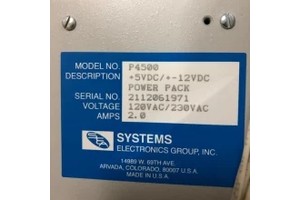 MODEL NO. P4500
DESCRIPTION +5VDC/+-12VDC
POWER PACK
SERIAL NO. 2112061971
VOLTAGE 120VAC/230VAC
AMPS 2.0
SYSTEMS
ELECTRONICS GROUP, INC.
14989 W. 69TH AVE.
ARVADA, COLORADO, 80007 U.S.A.
MADE IN U.S.A.